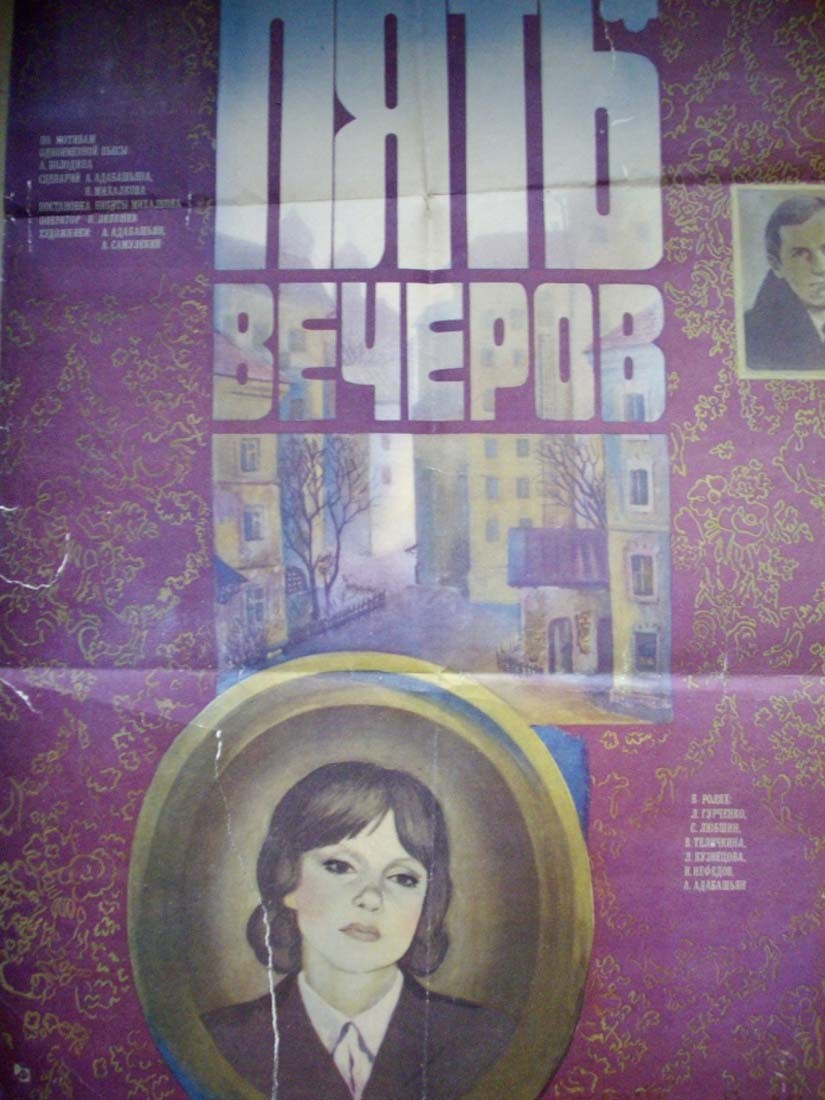 ПЯТЬ
ВЕЧЕРОВ
ПО МОТИВАМ
ОДНОИМЕННОЙ ПЬЕСЫ
А. ВОЛОДИНА
СЦЕНАРИЙ А. АДАБАШЬЯНА,
Н. МИХАЛКОВА
ПОСТАНОВКА НИКИТЫ МИХАЛКОВА
ОПЕРАТОР П. ЛЕБЕШЕВ
ХУДОЖНИКИ: А. АДАБАШЬЯН,
А. САМУЛЕКИН
В РОЛЯХ:
Л. ГУРЧЕНКО,
С. ЛЮБШИН,
В. ТЕЛИЧКИНА,
Л. КУЗНЕЦОВА,
И. НЕФЕДОВ,
А. АДАБАШЬЯН